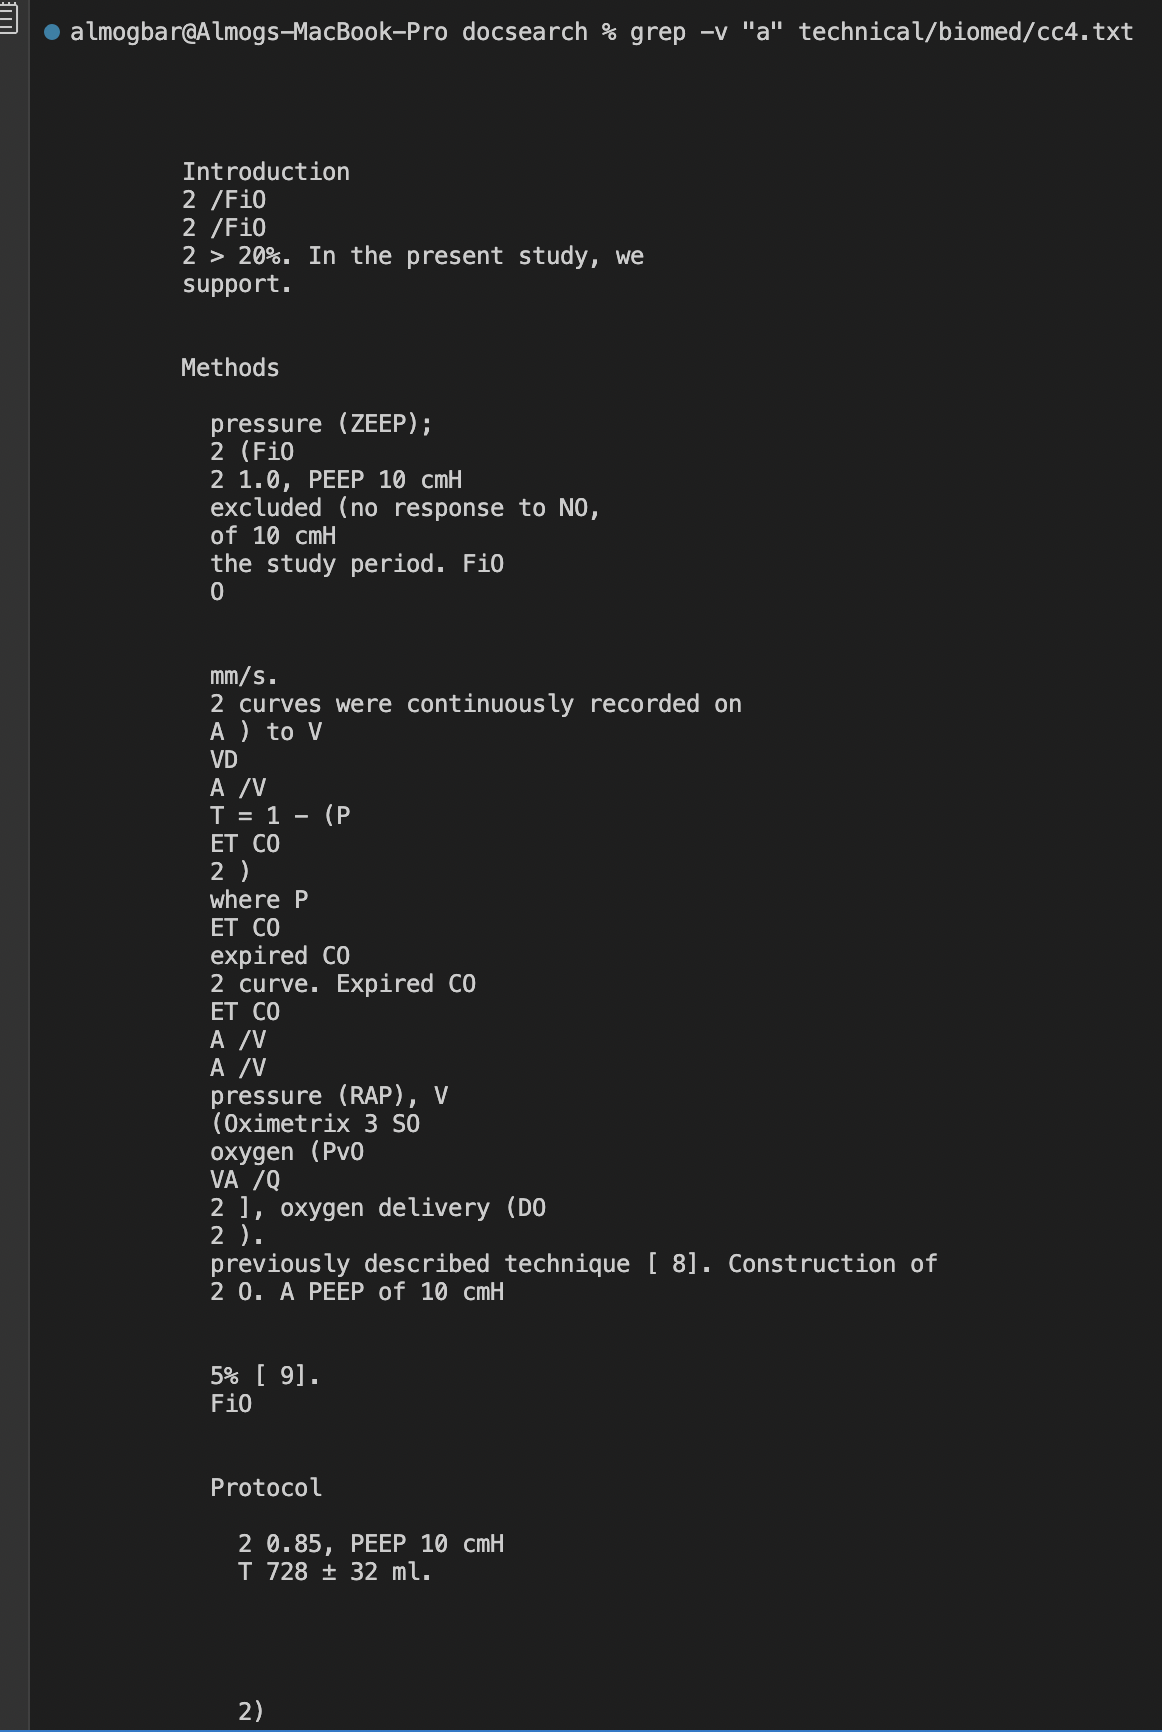 almogbar@Almogs-MacBook-Pro docsearch % grep -v "a" technical/biomed/cc4.txt
Introduction
2 /FiO
2 /FiO
2 > 20%. In the present study, we
support.
Methods
pressure (ZEEP);
2 (FiO
2 1.0, PEEP 10 cmH
excluded (no response to NO,
of 10 cmH
the study period. FiO
O
mm/s.
2 curves were continuously recorded on
A ) to V
VD
A /V
T = 1 - (P
ET CO
2 )
where P
ET CO
expired CO
2 curve. Expired CO
ET CO
A /V
A /V
pressure (RAP), V
(Oximetrix 3 SO
oxygen (PvO
VA /Q
2 ], oxygen delivery (DO
2 ).
previously described technique [ 8]. Construction of
2 O. A PEEP of 10 cmH
5% [ 9].
FiO
Protocol
2 0.85, PEEP 10 cmH
T 728 ± 32 ml.
2)